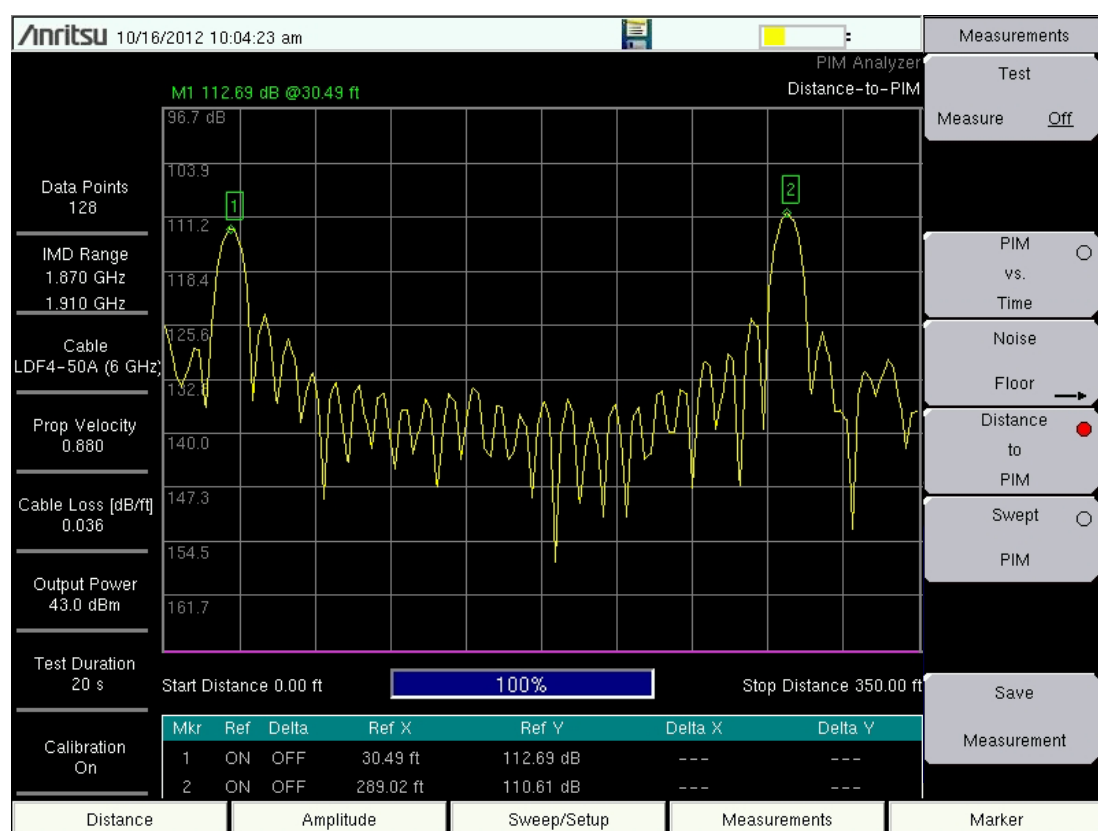 Anritsu 10/16/2012 10:04:23 am
Measurements
PIM Analyzer
Distance-to-PIM
M1 112.69 dB @30.49 ft
96.7 dB
103.9
111.2
118.4
125.6
132.8
140.0
147.3
154.5
161.7
1
2
Data Points
128
IMD Range
1.870 GHz
1.910 GHz
Cable
LDF4-50A (6 GHz)
Prop Velocity
0.880
Cable Loss [dB/ft]
0.036
Output Power
43.0 dBm
Test Duration
20 s
Calibration
On
Start Distance 0.00 ft
100%
Stop Distance 350.00 ft
Mkr Ref Delta Ref X Ref Y Delta X Delta Y
1 ON OFF 30.49 ft 112.69 dB --- ---
2 ON OFF 289.02 ft 110.61 dB --- ---
Test
Measure Off
PIM
vs.
Time
Noise
Floor
Distance
to
PIM
Swept
PIM
Save
Measurement
Distance
Amplitude
Sweep/Setup
Measurements
Marker